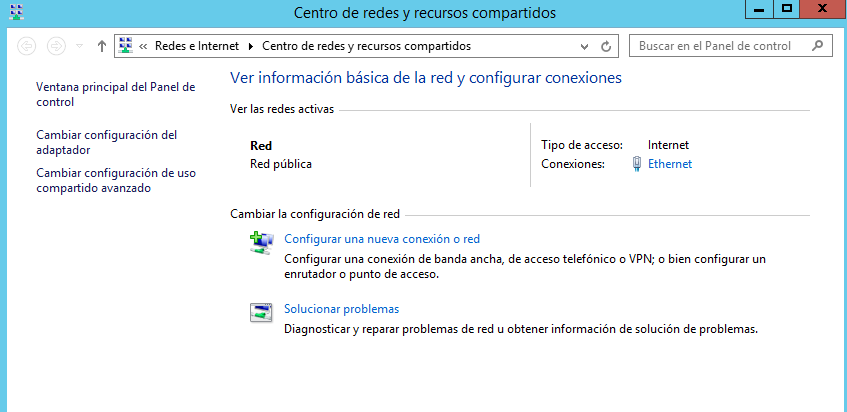 Centro de redes y recursos compartidos
« Redes e Internet Centro de redes y recursos compartidos
Buscar en el Panel de control
Ventana principal del Panel de
control
Cambiar configuración del
adaptador
Cambiar configuración de uso
compartido avanzado
Ver información básica de la red y configurar conexiones
Ver las redes activas
Red
Red pública
Tipo de acceso: Internet
Conexiones: Ethernet
Cambiar la configuración de red
Configurar una nueva conexión o red
Configurar una conexión de banda ancha, de acceso telefónico o VPN; o bien configurar un
enrutador o punto de acceso.
Solucionar problemas
Diagnosticar y reparar problemas de red u obtener información de solución de problemas.